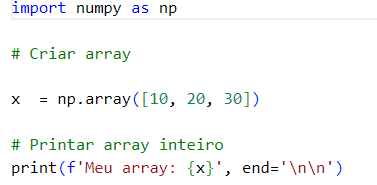 import numpy as np
# Criar array
x  = np.array([10, 20, 30])
# Printar array inteiro
print(f'Meu array: {x}', end='\n\n')